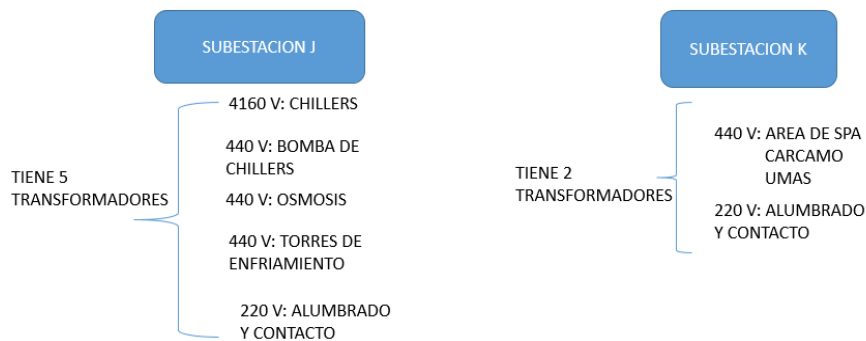 SUBESTACION J
TIENE 5
TRANSFORMADORES
4160 V: CHILLERS
440 V: BOMBA DE
CHILLERS
440 V: OSMOSIS
440 V: TORRES DE
ENFRIAMIENTO
220 V: ALUMBRADO
Y CONTACTO
SUBESTACION K
TIENE 2
TRANSFORMADORES
440 V: AREA DE SPA
CARCAMO
UMAS
220 V: ALUMBRADO
Y CONTACTO